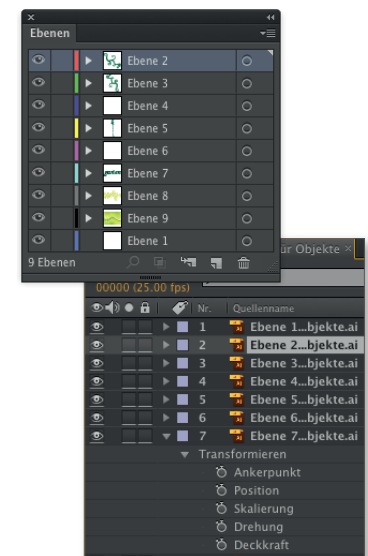 Ebenen
Ebene 2
Ebene 3
Ebene 4
Ebene 5
Ebene 6
Ebene 7
Ebene 8
Ebene 9
Ebene 1
9 Ebenen
ür Objekte ×
00000 (25.00 fps)
Nr. Quellenname
1 Ebene 1...bjekte.ai
2 Ebene 2...bjekte.ai
3 Ebene 3...bjekte.ai
4 Ebene 4...bjekte.ai
5 Ebene 5...bjekte.ai
6 Ebene 6...bjekte.ai
7 Ebene 7...bjekte.ai
Transformieren
Ankerpunkt
Position
Skalierung
Drehung
Deckkraft